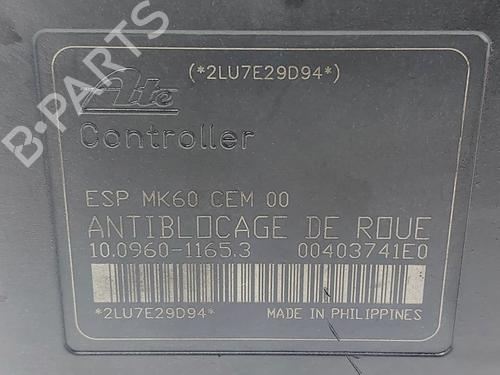 (*2LU7E29D94*)
Ate
Controller
ESP MK60 CEM 00
ANTIBLOCAGE DE ROUE
10.0960-1165.3 00403741E0
*2LU7E29D94* MADE IN PHILIPPINES
B-PARTS